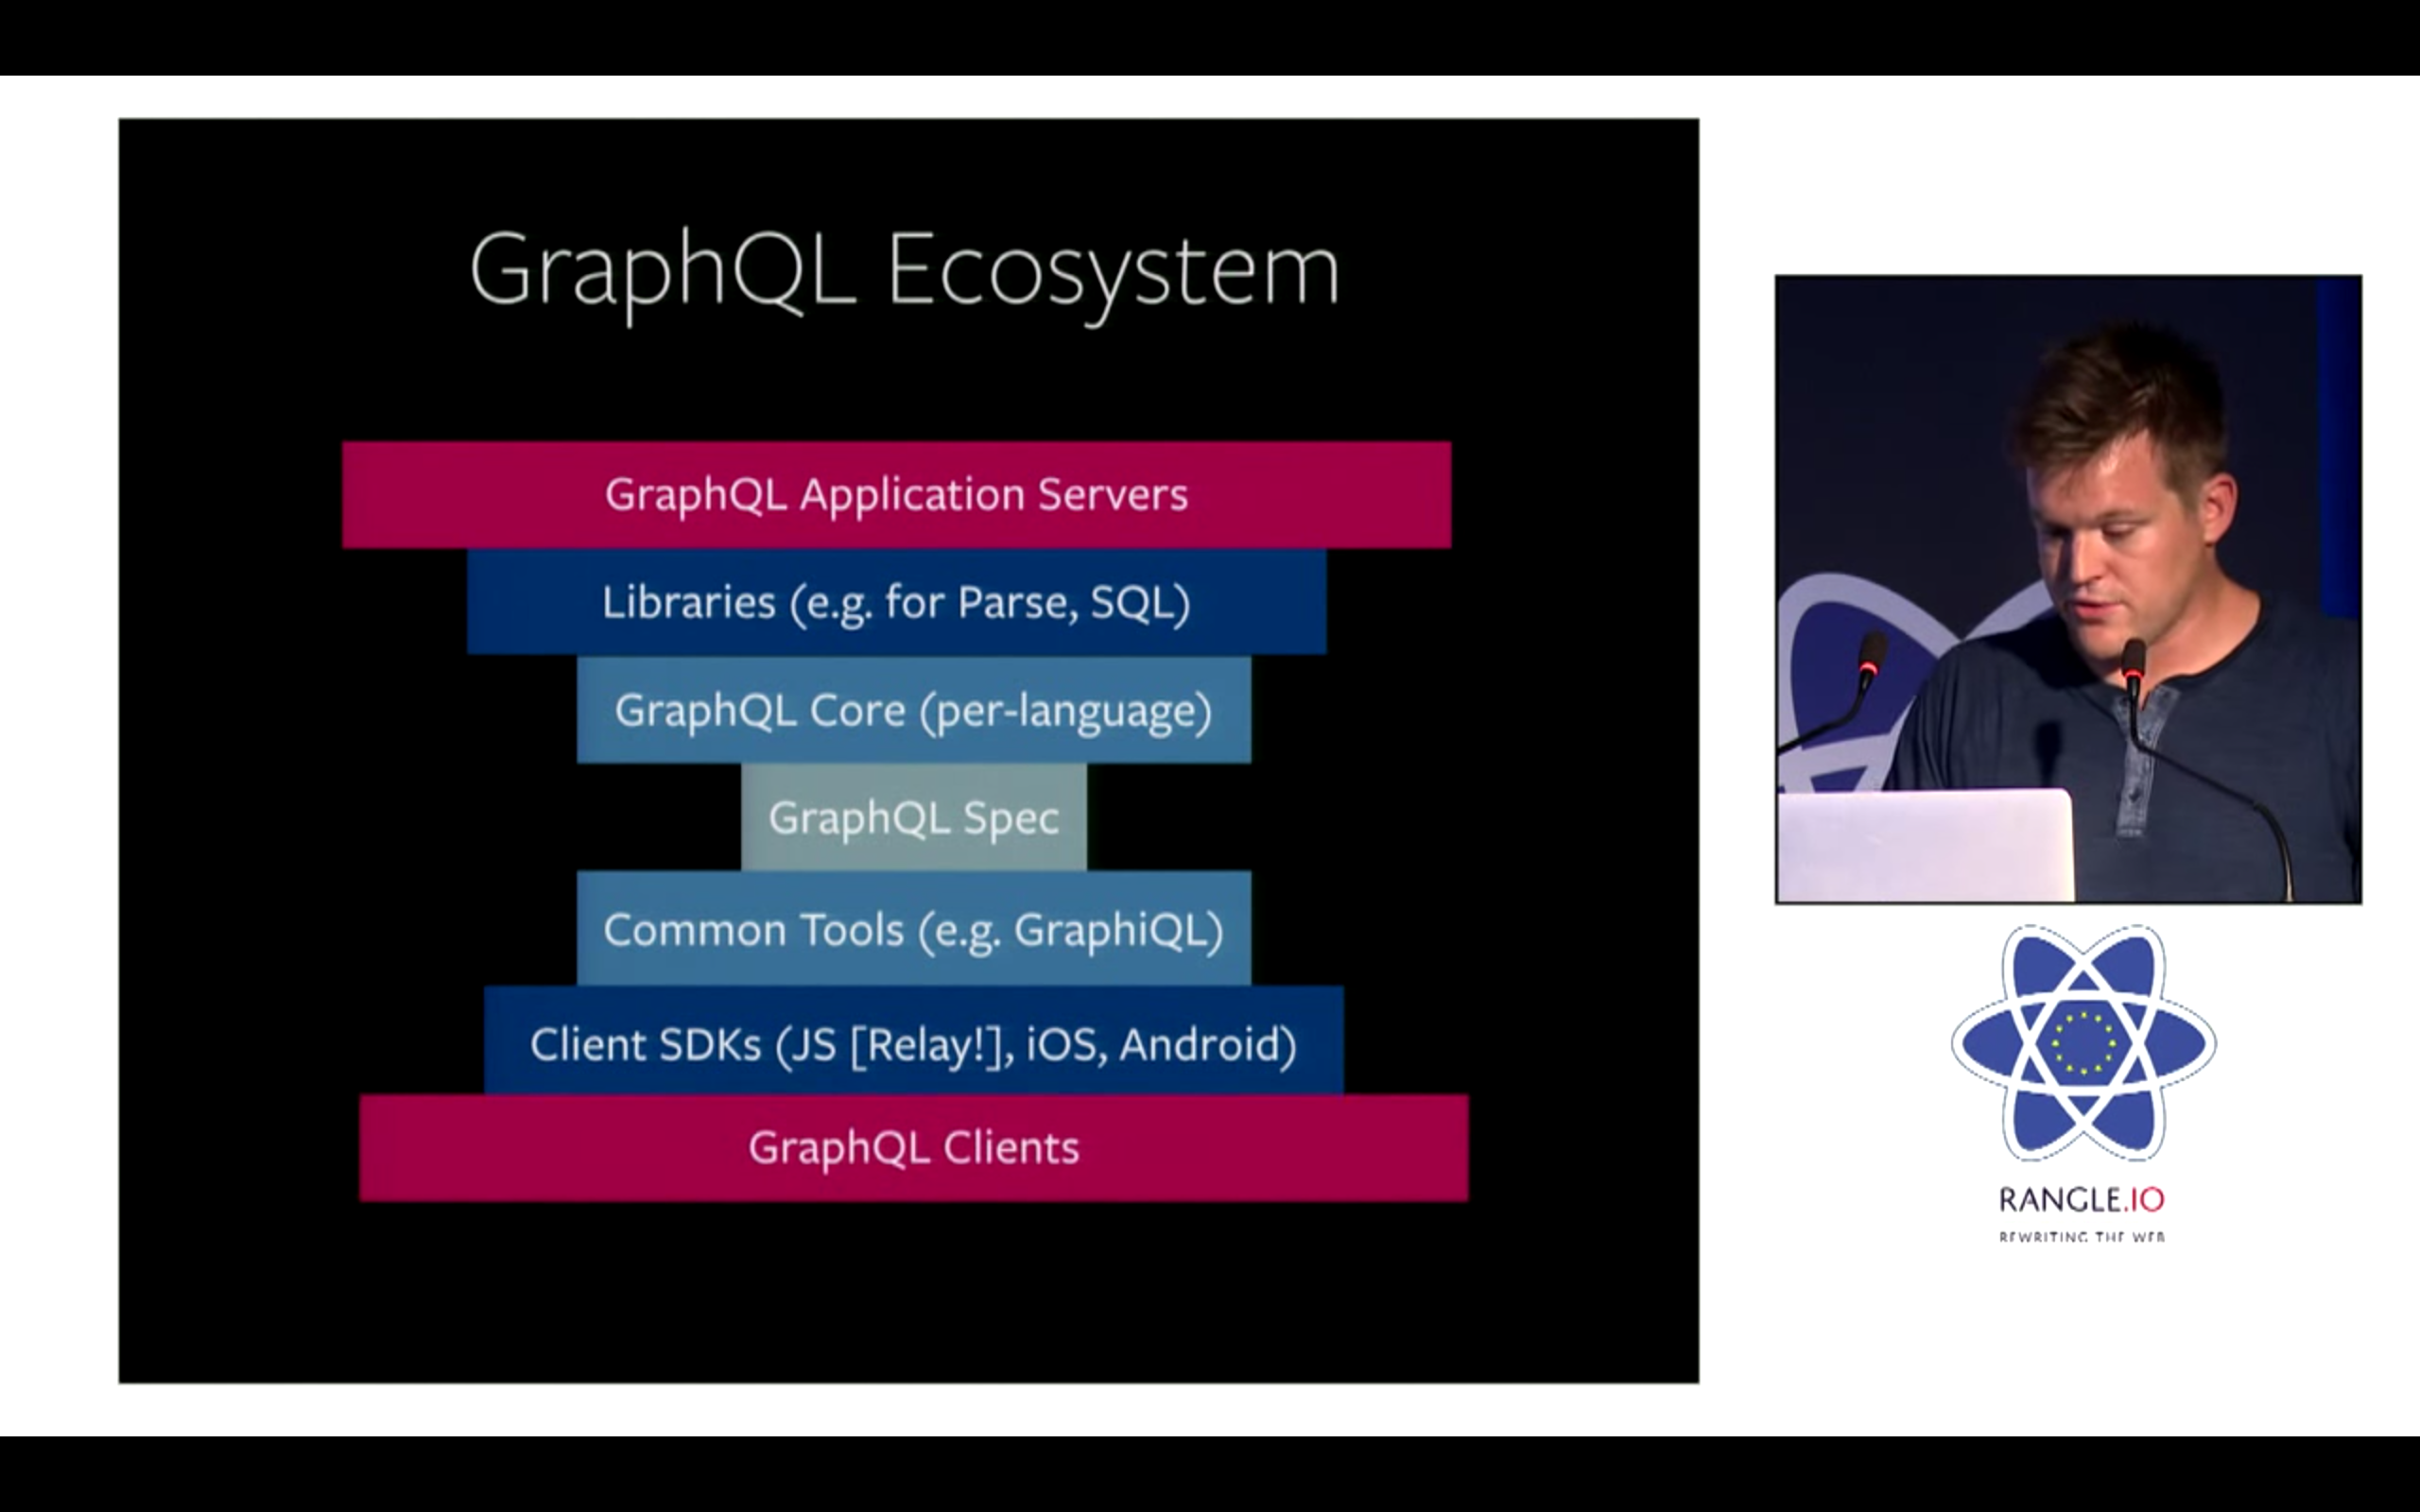 GraphQL Ecosystem
GraphQL Application Servers
Libraries (e.g. for Parse, SQL)
GraphQL Core (per-language)
GraphQL Spec
Common Tools (e.g. GraphiQL)
Client SDKs (JS [Relay!], iOS, Android)
GraphQL Clients
RANGLE.IO
REWRITING THE WEB